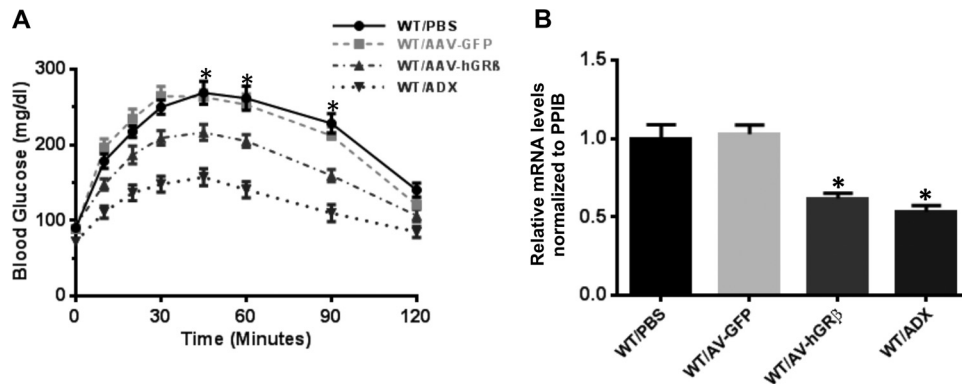 A
WT/PBS
WT/AAV-GFP
WT/AAV-hGRß
WT/ADX
Blood Glucose (mg/dl)
300
200
100
0
* * *
0 30 60 90 120
Time (Minutes)
B
Relative mRNA levels
normalized to PPIB
1.5
1.0
0.5
0.0
* *
WT/PBS
WT/AV-GFP
WT/AV-hGRβ
WT/ADX